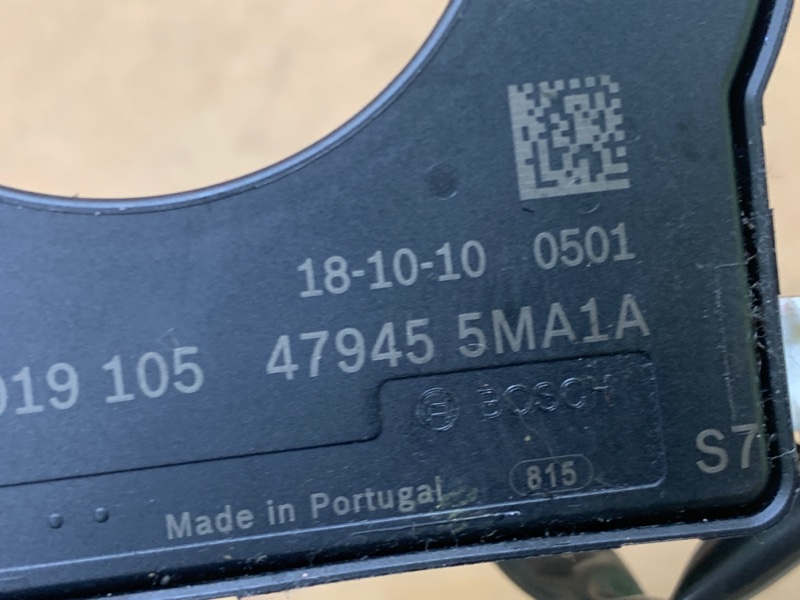 18-10-10 0501
019 105 47945 5MA1A
BOSCH
S7
815
Made in Portugal